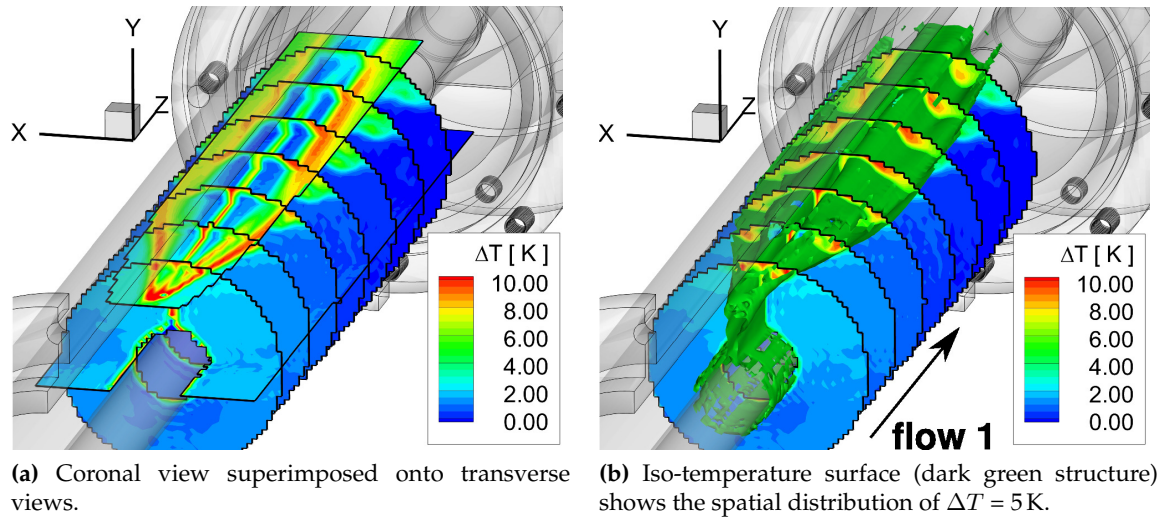 Y
Z
X
ΔT [ K ]
10.00
8.00
6.00
4.00
2.00
0.00
(a) Coronal view superimposed onto transverse
views.
Y
Z
X
ΔT [ K ]
10.00
8.00
6.00
4.00
2.00
0.00
flow 1
(b) Iso-temperature surface (dark green structure)
shows the spatial distribution of ΔT = 5 K.